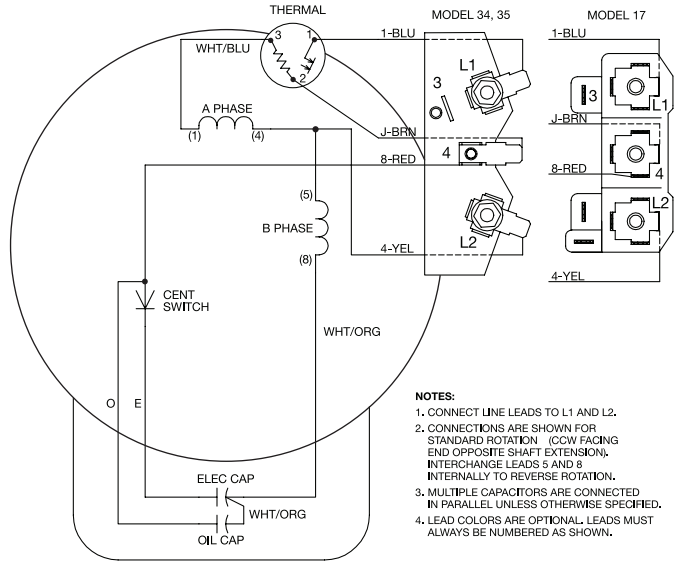 THERMAL
MODEL 34, 35
MODEL 17
3
1
2
WHT/BLU
1-BLU
1-BLU
L1
3
3
L1
A PHASE
(1)
(4)
J-BRN
J-BRN
8-RED
4
8-RED
4
(5)
B PHASE
(8)
L2
L2
4-YEL
4-YEL
CENT
SWITCH
WHT/ORG
O
E
ELEC CAP
WHT/ORG
OIL CAP
NOTES:
1. CONNECT LINE LEADS TO L1 AND L2.
2. CONNECTIONS ARE SHOWN FOR
STANDARD ROTATION (CCW FACING
END OPPOSITE SHAFT EXTENSION).
INTERCHANGE LEADS 5 AND 8
INTERNALLY TO REVERSE ROTATION.
3. MULTIPLE CAPACITORS ARE CONNECTED
IN PARALLEL UNLESS OTHERWISE SPECIFIED.
4. LEAD COLORS ARE OPTIONAL. LEADS MUST
ALWAYS BE NUMBERED AS SHOWN.